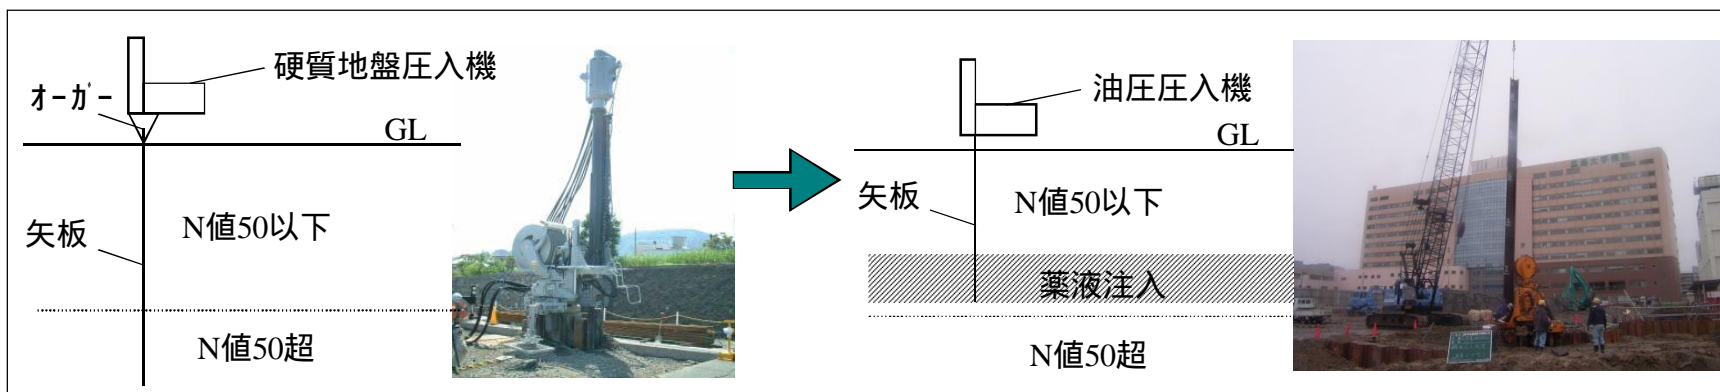 硬質地盤圧入機
ｵｰｶﾞｰ
GL
矢板
N値50以下
N値50超
油圧圧入機
GL
矢板
N値50以下
薬液注入
N値50超